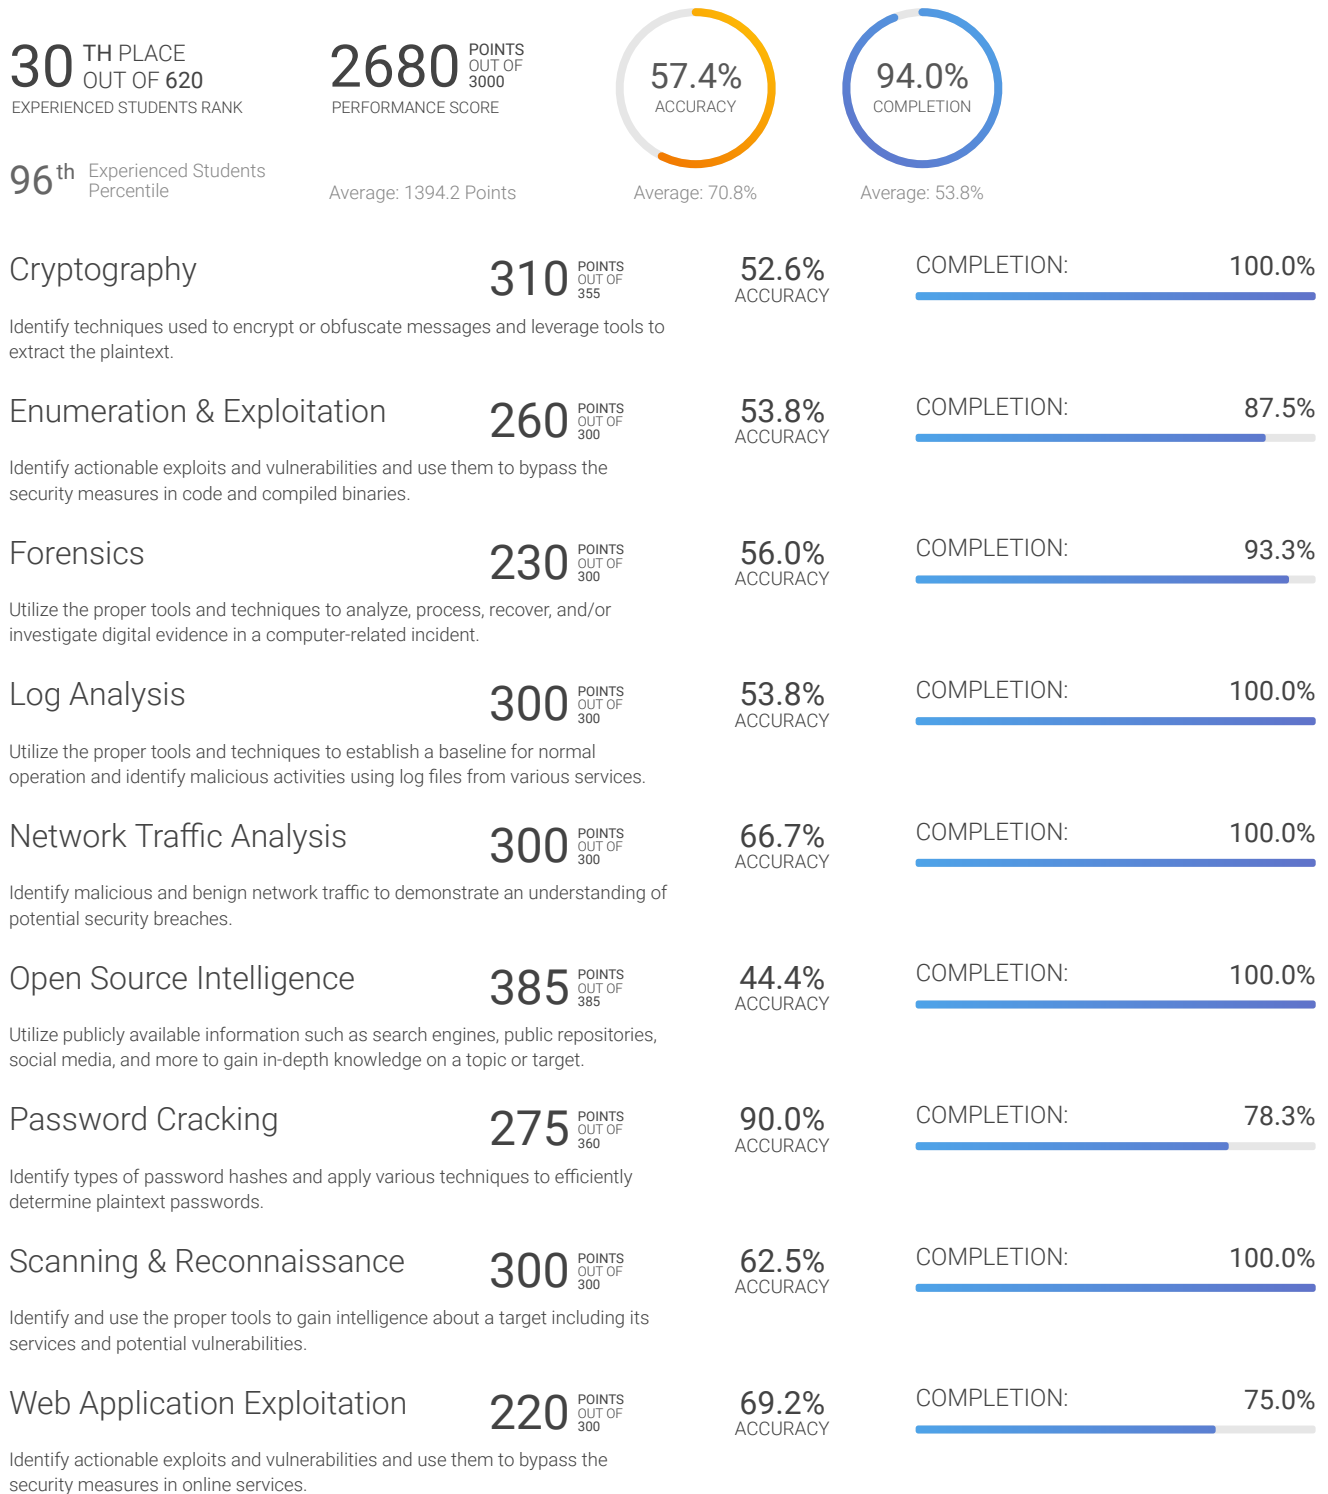 30 TH PLACE
OUT OF 620
EXPERIENCED STUDENTS RANK
96th Experienced Students
Percentile
2680 POINTS
OUT OF
3000
PERFORMANCE SCORE
Average: 1394.2 Points
57.4%
ACCURACY
Average: 70.8%
94.0%
COMPLETION
Average: 53.8%
Cryptography
310 POINTS
OUT OF
355
52.6%
ACCURACY
COMPLETION: 100.0%
Identify techniques used to encrypt or obfuscate messages and leverage tools to
extract the plaintext.
Enumeration & Exploitation
260 POINTS
OUT OF
300
53.8%
ACCURACY
COMPLETION: 87.5%
Identify actionable exploits and vulnerabilities and use them to bypass the
security measures in code and compiled binaries.
Forensics
230 POINTS
OUT OF
300
56.0%
ACCURACY
COMPLETION: 93.3%
Utilize the proper tools and techniques to analyze, process, recover, and/or
investigate digital evidence in a computer-related incident.
Log Analysis
300 POINTS
OUT OF
300
53.8%
ACCURACY
COMPLETION: 100.0%
Utilize the proper tools and techniques to establish a baseline for normal
operation and identify malicious activities using log files from various services.
Network Traffic Analysis
300 POINTS
OUT OF
300
66.7%
ACCURACY
COMPLETION: 100.0%
Identify malicious and benign network traffic to demonstrate an understanding of
potential security breaches.
Open Source Intelligence
385 POINTS
OUT OF
385
44.4%
ACCURACY
COMPLETION: 100.0%
Utilize publicly available information such as search engines, public repositories,
social media, and more to gain in-depth knowledge on a topic or target.
Password Cracking
275 POINTS
OUT OF
360
90.0%
ACCURACY
COMPLETION: 78.3%
Identify types of password hashes and apply various techniques to efficiently
determine plaintext passwords.
Scanning & Reconnaissance
300 POINTS
OUT OF
300
62.5%
ACCURACY
COMPLETION: 100.0%
Identify and use the proper tools to gain intelligence about a target including its
services and potential vulnerabilities.
Web Application Exploitation
220 POINTS
OUT OF
300
69.2%
ACCURACY
COMPLETION: 75.0%
Identify actionable exploits and vulnerabilities and use them to bypass the
security measures in online services.